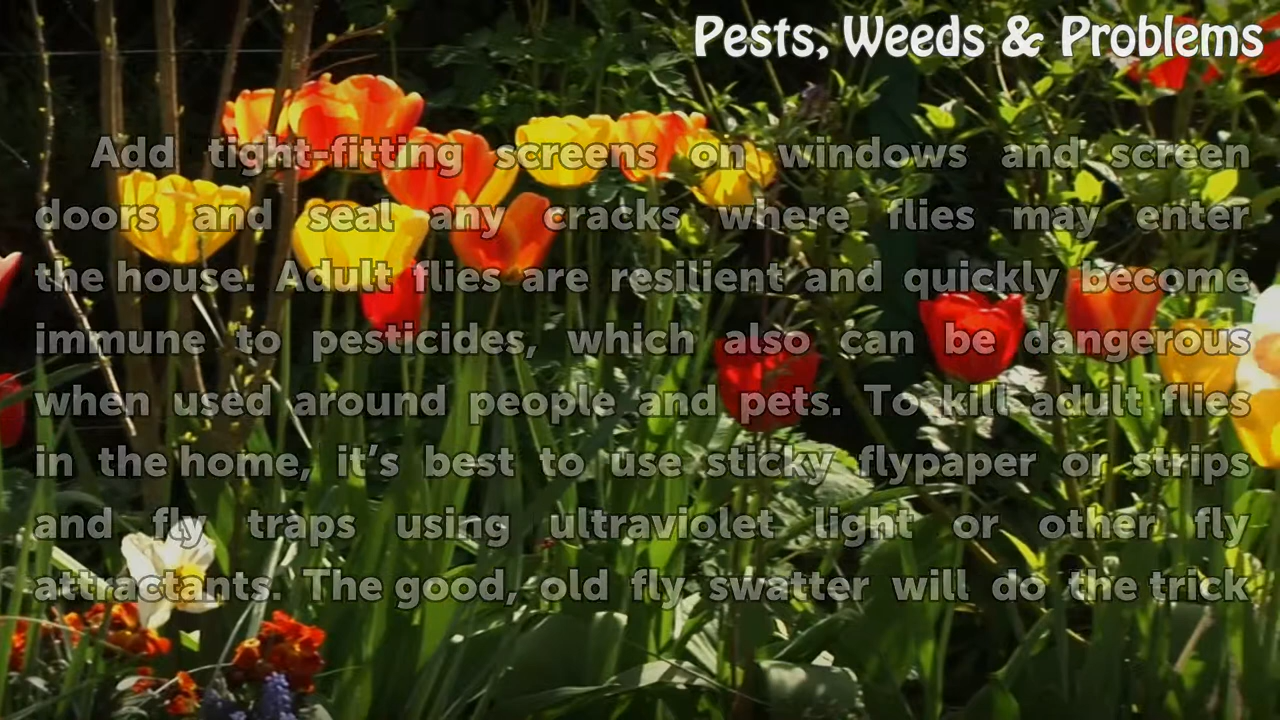 Pests, Weeds & Problems
Add tight-fitting screens on windows and screen
doors and seal any cracks where flies may enter
the house. Adult flies are resilient and quickly become
immune to pesticides, which also can be dangerous
when used around people and pets. To kill adult flies
in the home, it’s best to use sticky flypaper or strips
and fly traps using ultraviolet light or other fly
attractants. The good, old fly swatter will do the trick